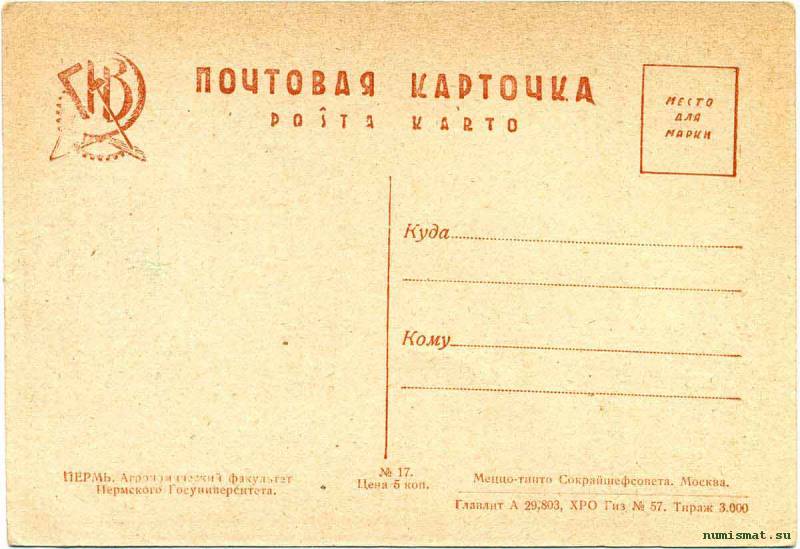 ПОЧТОВАЯ КАРТОЧКА
POŜTA KARTO
МЕСТО
ДЛЯ
МАРКИ
Куда
Кому
ПЕРМЬ. Агрономический факультет
Пермского Госуниверситета.
№ 17.
Цена 5 коп.
Меццо-тинто Сокрайшефсовета. Москва.
Главлит А 29,803, ХРО Гиз № 57. Тираж 3.000
numismat.su